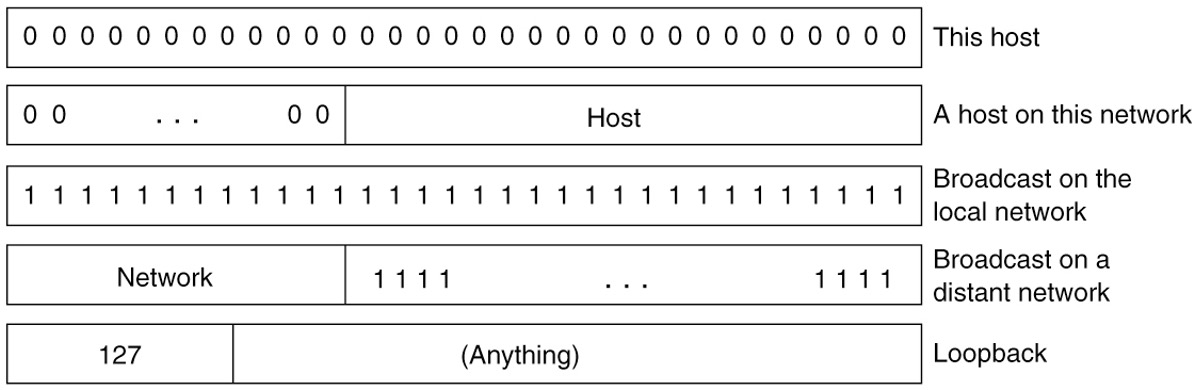 0 0 0 0 0 0 0 0 0 0 0 0 0 0 0 0 0 0 0 0 0 0 0 0 0 0 0 0 0 0 0 0 This host
0 0 ... 0 0 Host A host on this network
1 1 1 1 1 1 1 1 1 1 1 1 1 1 1 1 1 1 1 1 1 1 1 1 1 1 1 1 1 1 1 1 Broadcast on the
local network
Network 1 1 1 1 ... 1 1 1 1 Broadcast on a
distant network
127 (Anything) Loopback